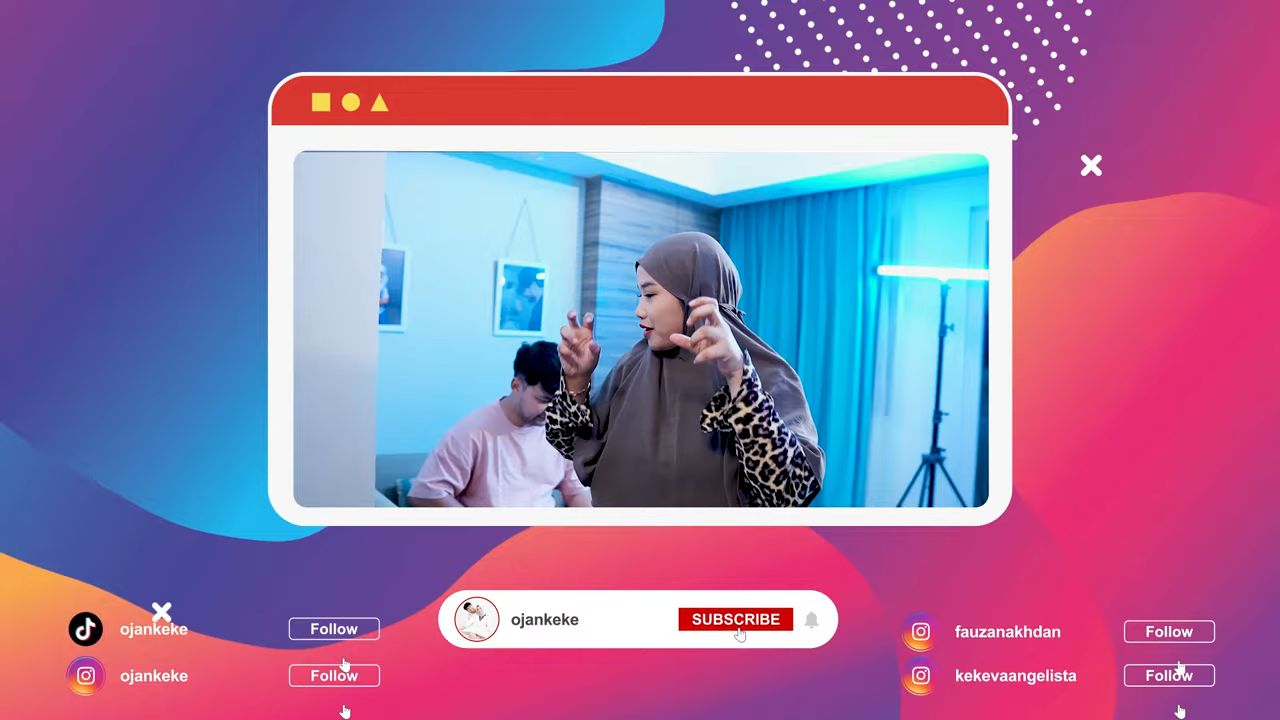 ojankeke
Follow
ojankeke
Follow
ojankeke
SUBSCRIBE
fauzanakhdan
Follow
kekevaangelista
Follow